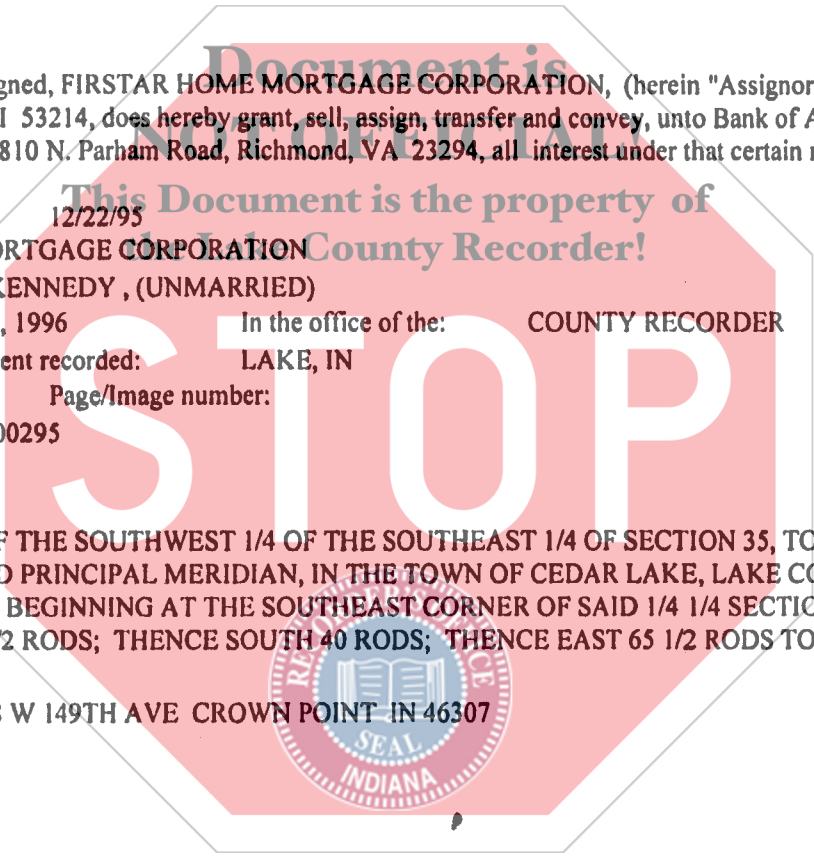 Document is
gned, FIRSTAR HOME MORTGAGE CORPORATION, (herein "Assignor
I 53214, does hereby grant, sell, assign, transfer and convey, unto Bank of A
NOT OFFICIAL!
810 N. Parham Road, Richmond, VA 23294, all interest under that certain
This Document is the property of
12/22/95
the Lake County Recorder!
ORTGAGE CORPORATION
KENNEDY , (UNMARRIED)
, 1996 In the office of the: COUNTY RECORDER
ent recorded: LAKE, IN
Page/Image number:
00295
STOP
F THE SOUTHWEST 1/4 OF THE SOUTHEAST 1/4 OF SECTION 35, TO
PRINCIPAL MERIDIAN, IN THE TOWN OF CEDAR LAKE, LAKE CO
BEGINNING AT THE SOUTHEAST CORNER OF SAID 1/4 1/4 SECTIO
/2 RODS; THENCE SOUTH 40 RODS; THENCE EAST 65 1/2 RODS TO
RECORDER'S OFFICE
W 149TH AVE CROWN POINT IN 46307
SEAL
INDIANA